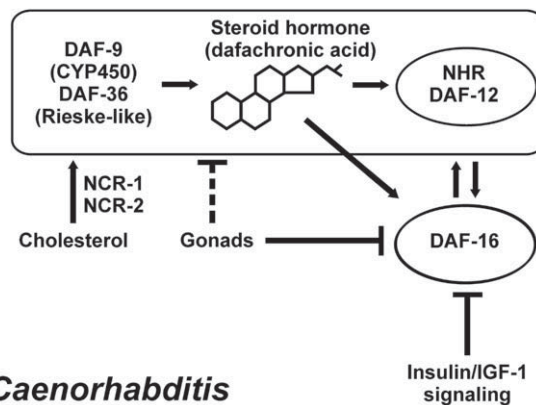 Steroid hormone
(dafachronic acid)
DAF-9
(CYP450)
DAF-36
(Rieske-like)
NHR
DAF-12
NCR-1
NCR-2
Cholesterol
Gonads
DAF-16
Insulin/IGF-1
signaling
Caenorhabditis